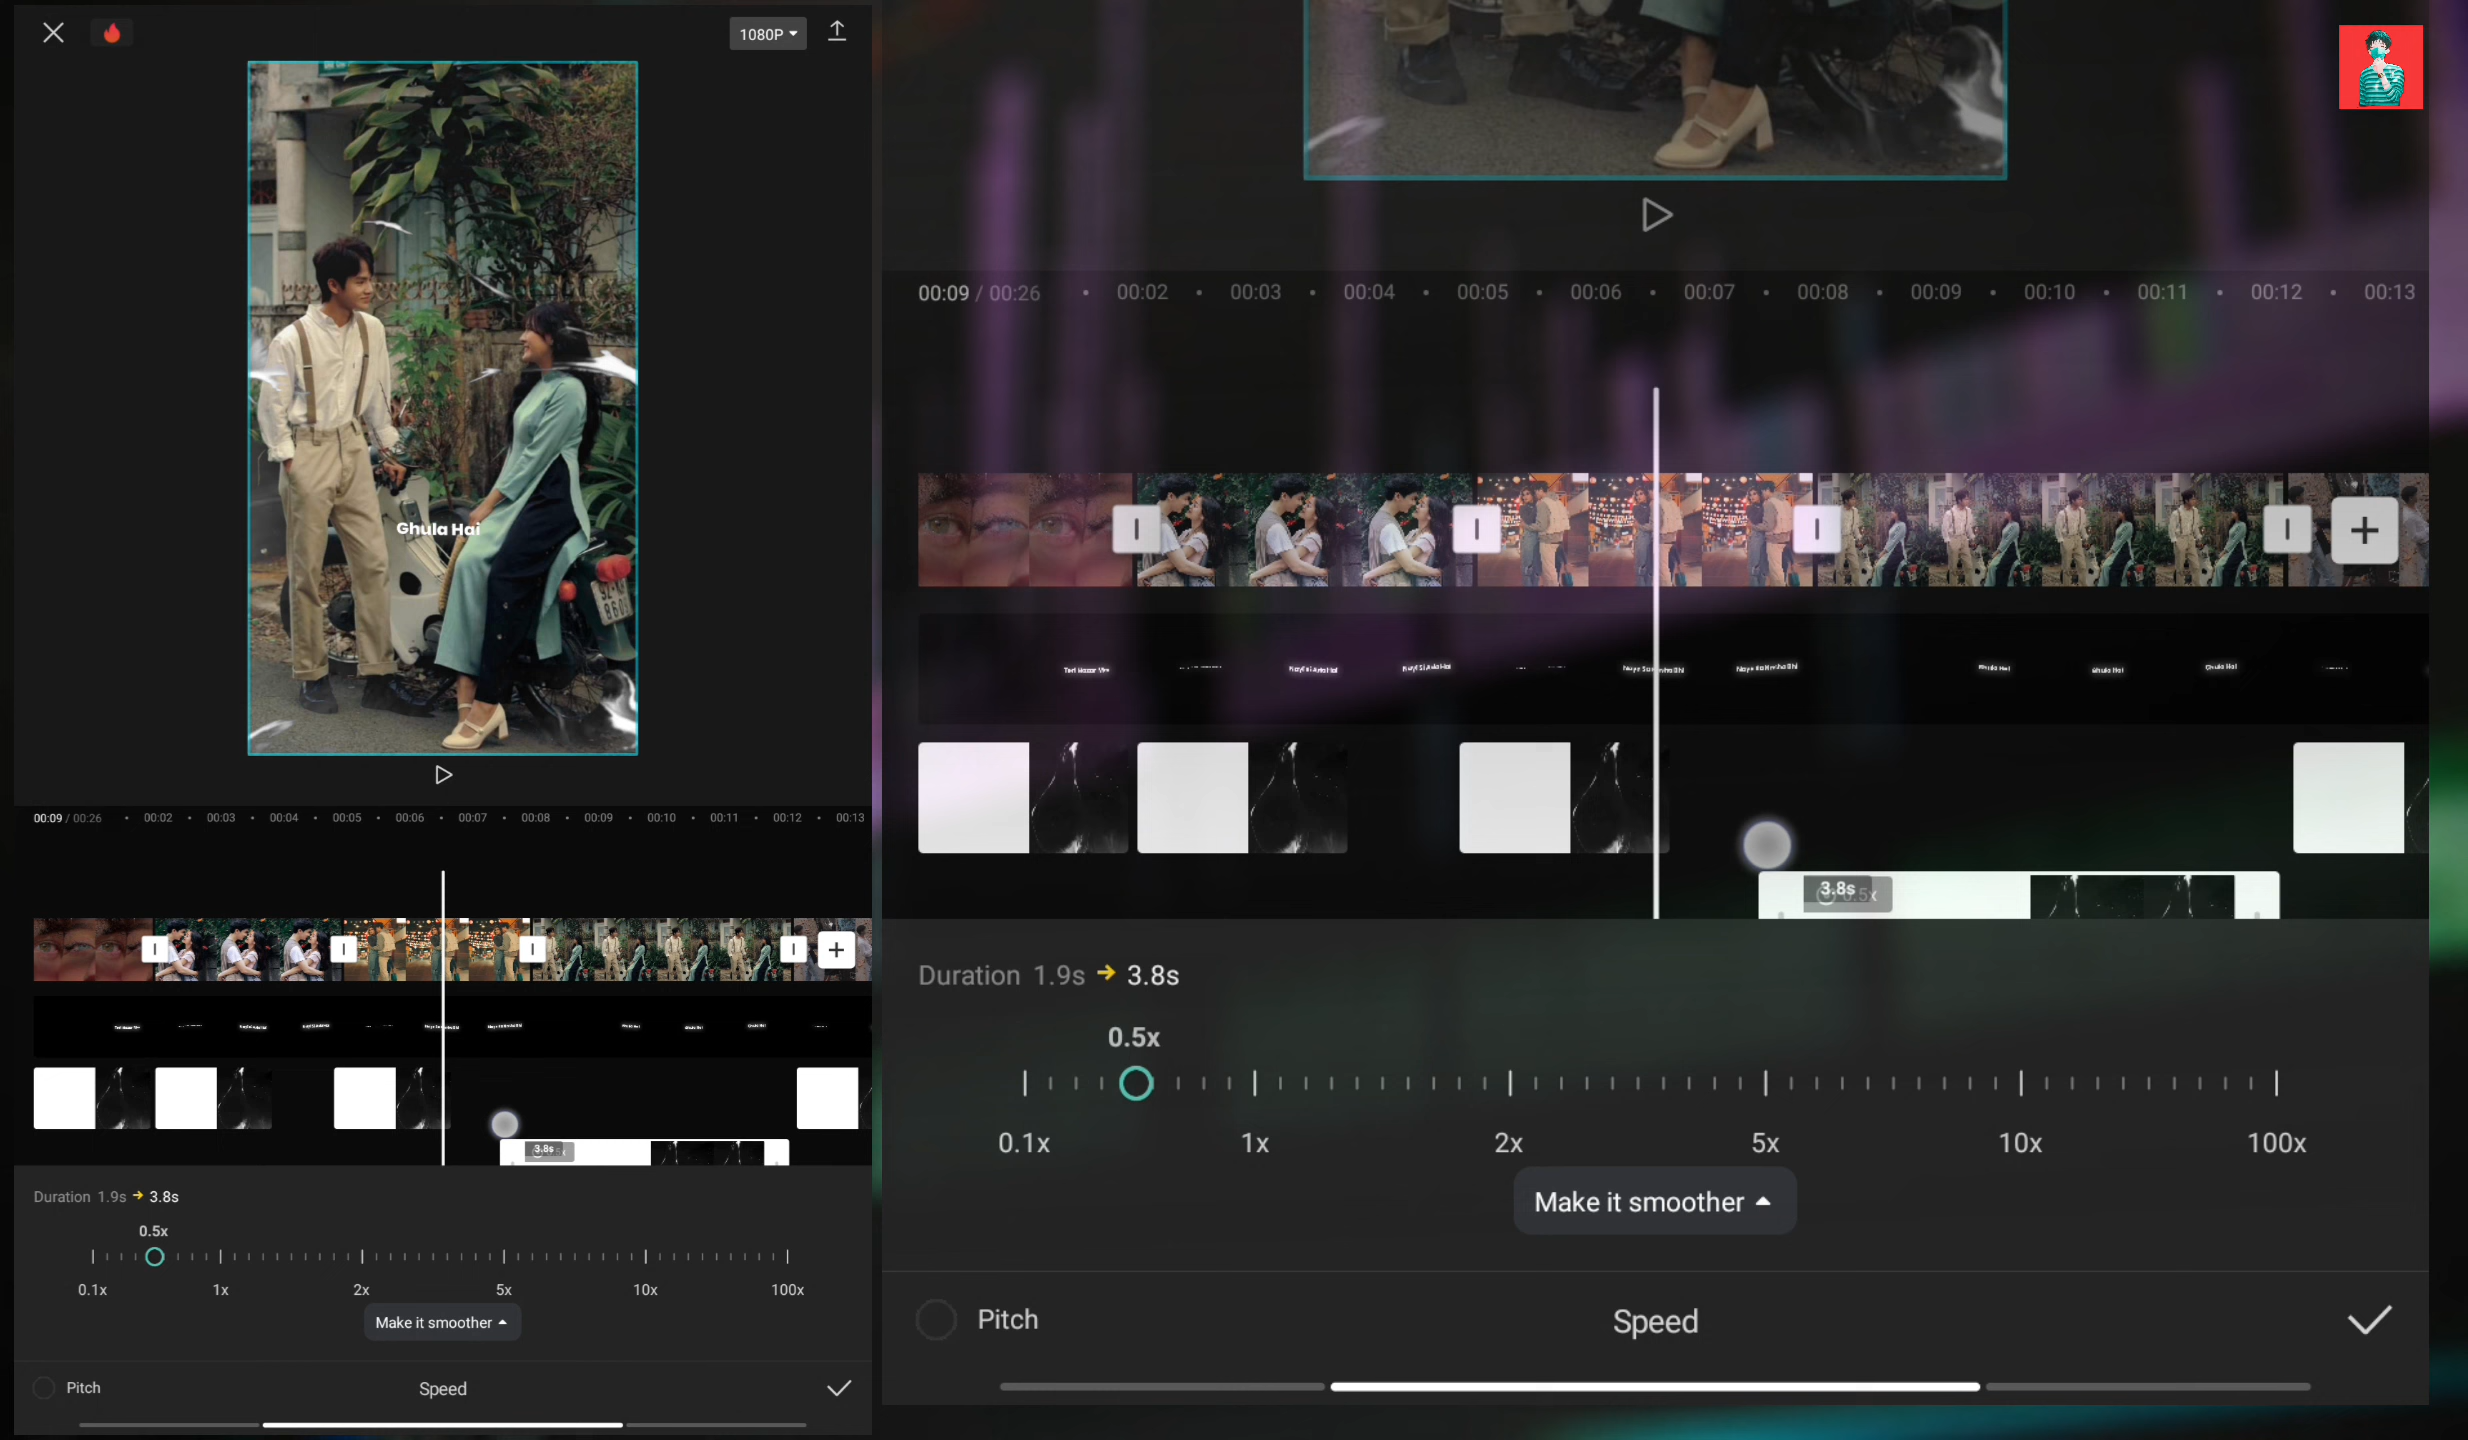 1080P
Ghula Hai
00:09 / 00:26 00:02 00:03 00:04 00:05 00:06 00:07 00:08 00:09 00:10 00:11 00:12 00:13
3.8s
Duration 1.9s → 3.8s
0.5x
0.1x 1x 2x 5x 10x 100x
Make it smoother
Pitch Speed
00:09 / 00:26 00:02 00:03 00:04 00:05 00:06 00:07 00:08 00:09 00:10 00:11 00:12 00:13
Ghula Hai
3.8s
Duration 1.9s → 3.8s
0.5x
0.1x 1x 2x 5x 10x 100x
Make it smoother
Pitch Speed